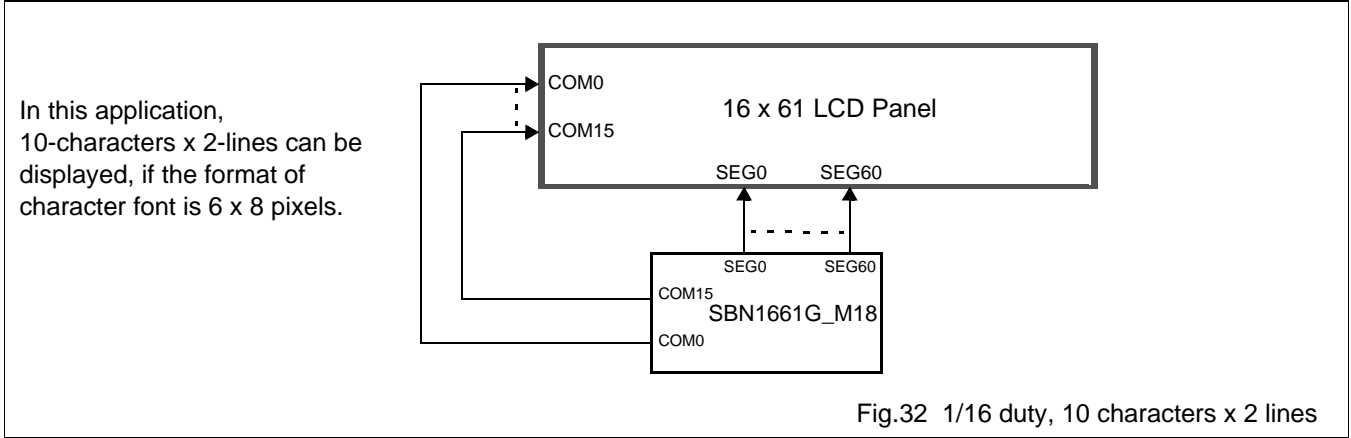 In this application,
10-characters x 2-lines can be
displayed, if the format of
character font is 6 x 8 pixels.
COM0
16 x 61 LCD Panel
COM15
SEG0 SEG60
SEG0 SEG60
COM15
SBN1661G_M18
COM0
Fig.32 1/16 duty, 10 characters x 2 lines